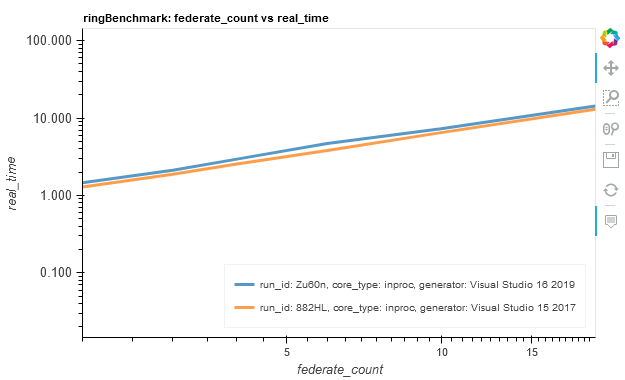 ringBenchmark: federate_count vs real_time
100.000
10.000
1.000
0.100
real_time
run_id: Zu60n, core_type: inproc, generator: Visual Studio 16 2019
run_id: 882HL, core_type: inproc, generator: Visual Studio 15 2017
5
10
15
federate_count